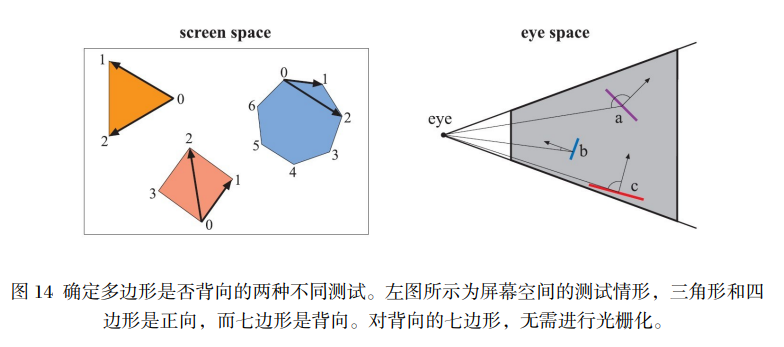 screen space
eye space
1
0
2
0
1
2
3
4
5
6
2
1
3
0
eye
a
b
c
图 14 确定多边形是否背向的两种不同测试。左图所示为屏幕空间的测试情形，三角形和四
边形是正向，而七边形是背向。对背向的七边形，无需进行光栅化。